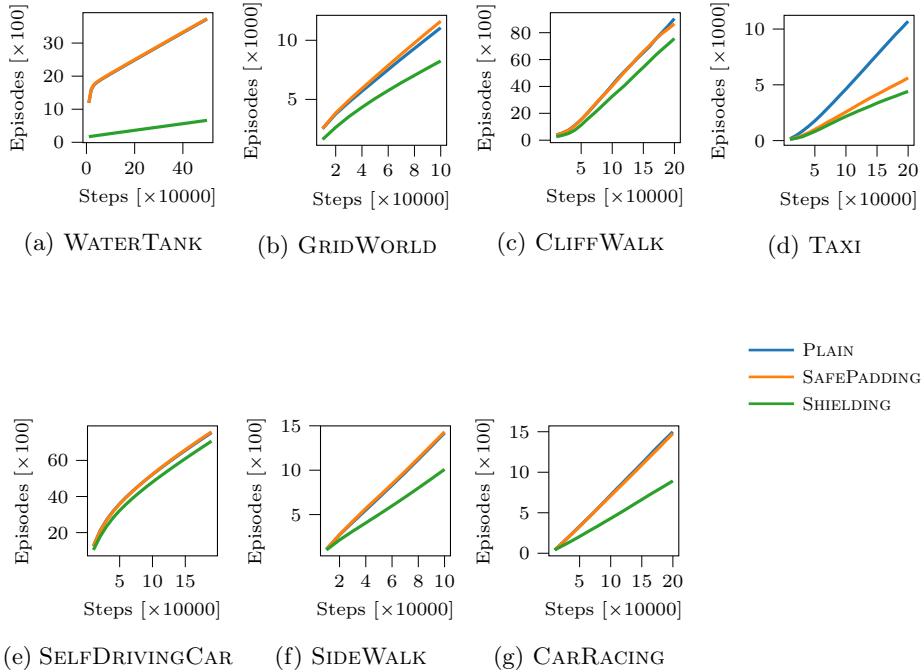 Episodes [×100]
30
20
10
0
0
20
40
Steps [×10000]
(a) WATERTANK
Episodes [×1000]
10
5
2
4
6
8
10
Steps [×10000]
(b) GRIDWORLD
Episodes [×100]
80
60
40
20
0
5
10
15
20
Steps [×10000]
(c) CLIFFWALK
Episodes [×1000]
10
5
0
5
10
15
20
Steps [×10000]
(d) TAXI
PLAIN
SAFEPADDING
SHIELDING
Episodes [×100]
60
40
20
5
10
15
Steps [×10000]
(e) SELFDRIVINGCAR
Episodes [×100]
15
10
5
2
4
6
8
10
Steps [×10000]
(f) SIDEWALK
Episodes [×100]
15
10
5
0
5
10
15
20
Steps [×10000]
(g) CARRACING